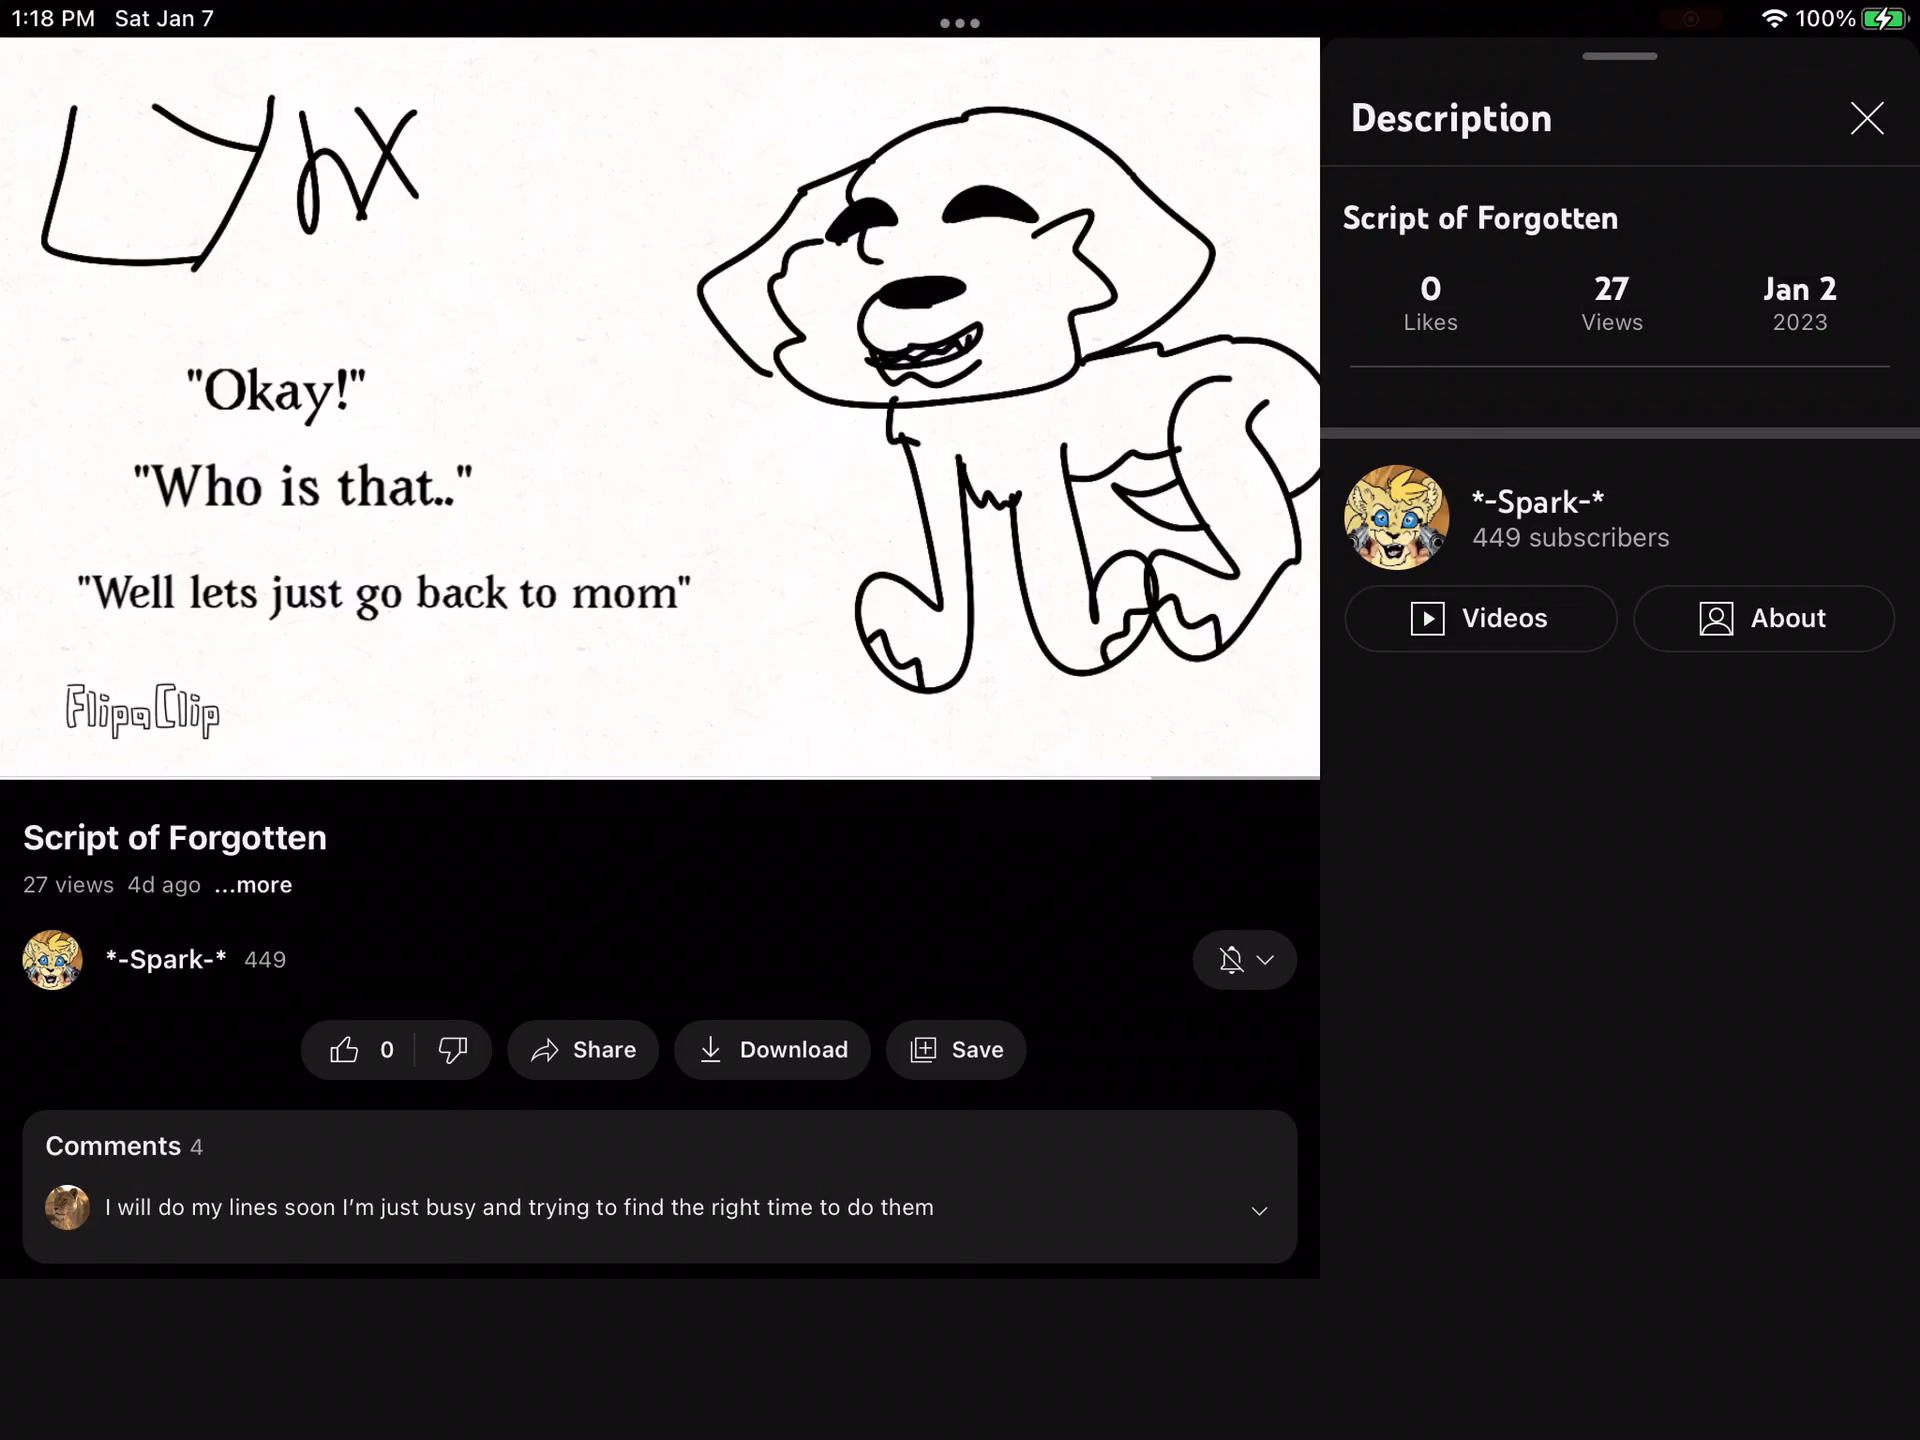 1:18 PM Sat Jan 7
100%
Lynx
"Okay!"
"Who is that.."
"Well lets just go back to mom"
FlipaClip
Description
Script of Forgotten
0 27 Jan 2
Likes Views 2023
*-Spark-*
449 subscribers
Videos About
Script of Forgotten
27 views 4d ago ...more
*-Spark-* 449
0 Share Download Save
Comments 4
I will do my lines soon I’m just busy and trying to find the right time to do them